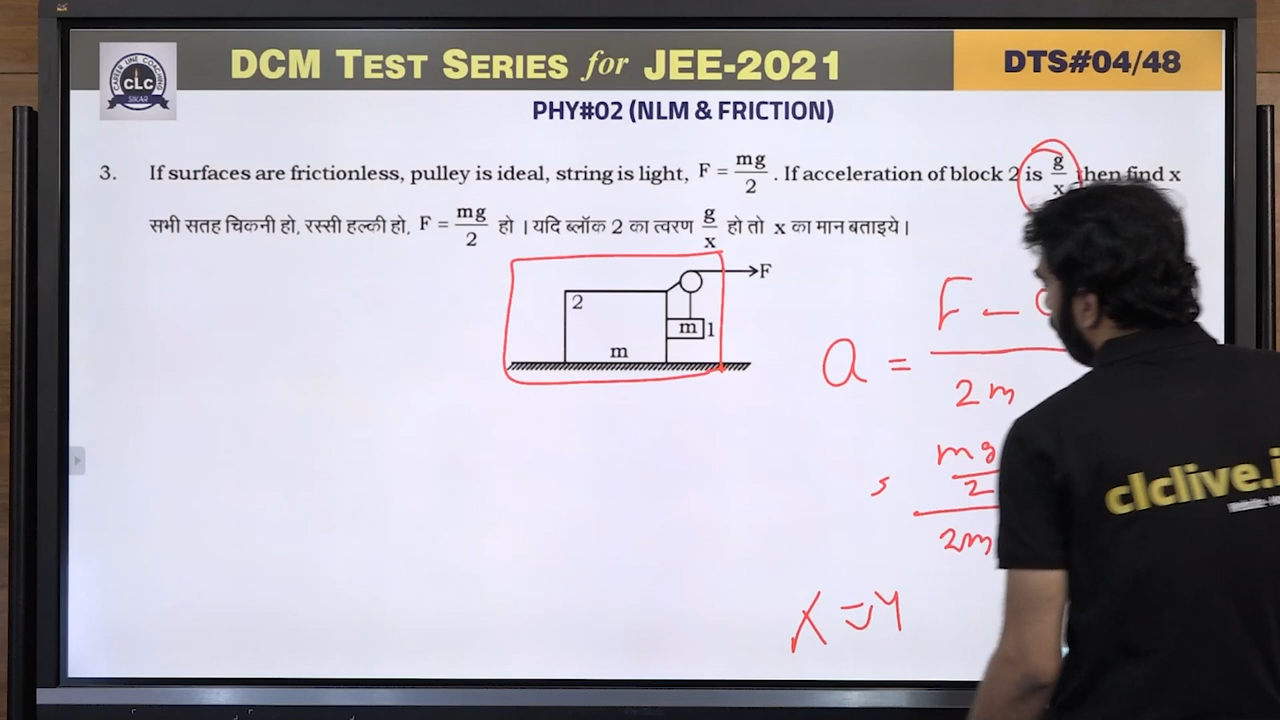 CAREER LINE COACHING
CLC
SIKAR
DCM TEST SERIES for JEE-2021
DTS#04/48
PHY#02 (NLM & FRICTION)
3. If surfaces are frictionless, pulley is ideal, string is light, F = mg/2 . If acceleration of block 2 is g/x then find x
सभी सतह चिकनी हो, रस्सी हल्की हो, F = mg/2 हो । यदि ब्लॉक 2 का त्वरण g/x हो तो x का मान बताइये।
F
2
m 1
m
a = F - / 2m
mg/2
2m
x = 4
clclive.i